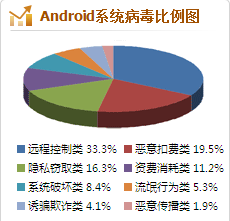 Android系统病毒比例图
远程控制类 33.3% 恶意扣费类 19.5%
隐私窃取类 16.3% 资费消耗类 11.2%
系统破坏类 8.4% 流氓行为类 5.3%
诱骗欺诈类 4.1% 恶意传播类 1.9%